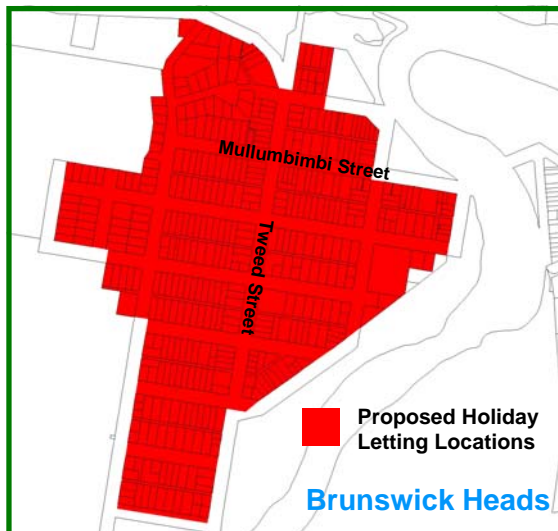 Mullumbimbi Street
Tweed Street
Proposed Holiday
Letting Locations
Brunswick Heads